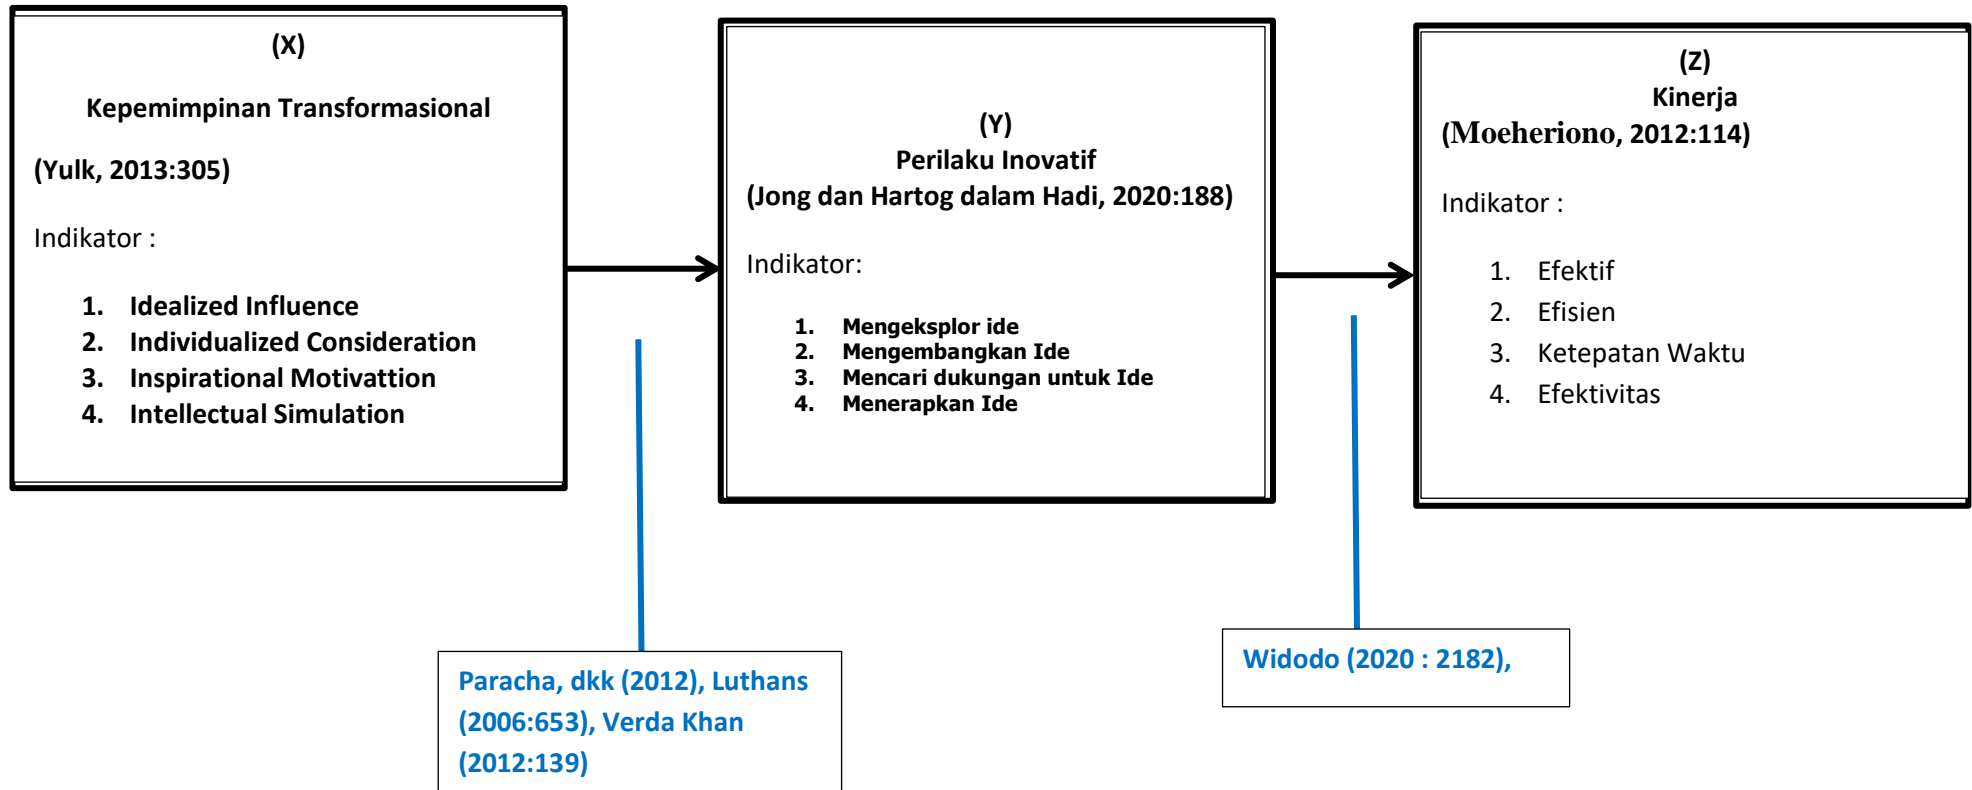 (X)
Kepemimpinan Transformasional
(Yulk, 2013:305)
Indikator :
1. Idealized Influence
2. Individualized Consideration
3. Inspirational Motivattion
4. Intellectual Simulation
(Y)
Perilaku Inovatif
(Jong dan Hartog dalam Hadi, 2020:188)
Indikator:
1. Mengeksplor ide
2. Mengembangkan Ide
3. Mencari dukungan untuk Ide
4. Menerapkan Ide
(Z)
Kinerja
(Moeheriono, 2012:114)
Indikator :
1. Efektif
2. Efisien
3. Ketepatan Waktu
4. Efektivitas
Paracha, dkk (2012), Luthans
(2006:653), Verda Khan
(2012:139)
Widodo (2020 : 2182),